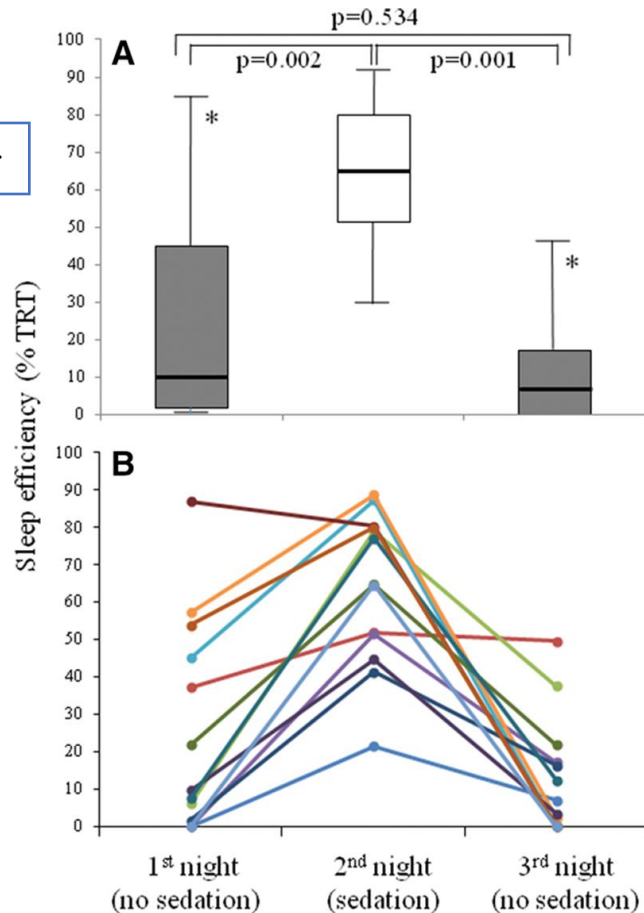 p=0.534
p=0.002
p=0.001
A
100
90
80
70
60
50
40
30
20
10
0
*
*
Sleep efficiency (% TRT)
B
100
90
80
70
60
50
40
30
20
10
0
1st night
(no sedation)
2nd night
(sedation)
3rd night
(no sedation)